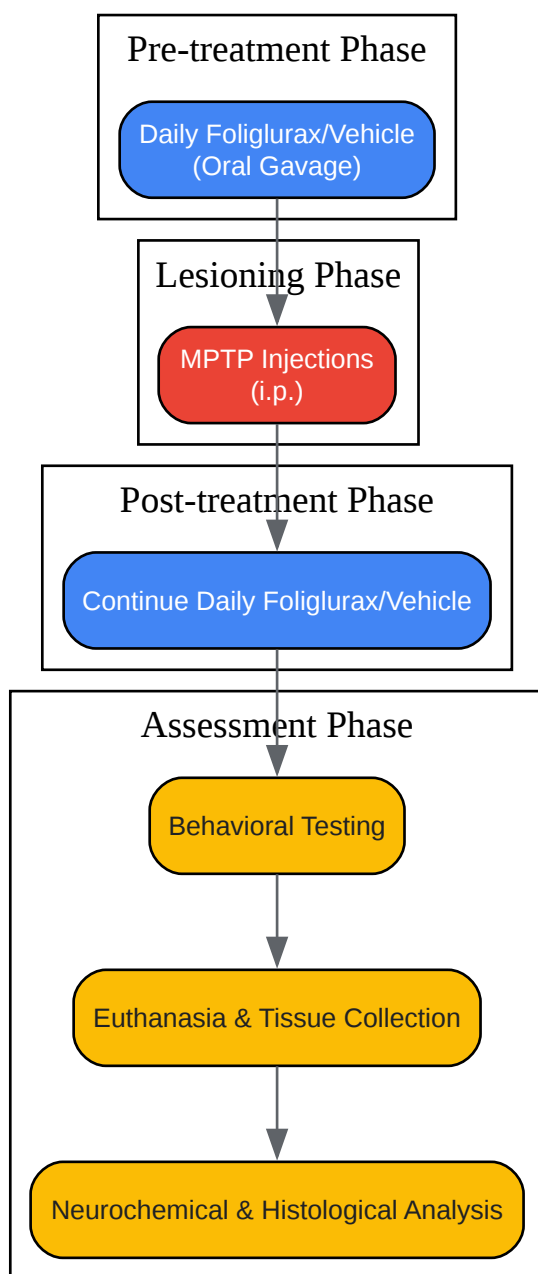 Pre-treatment Phase
Daily Foliglurax/Vehicle
(Oral Gavage)
Lesioning Phase
MPTP Injections
(i.p.)
Post-treatment Phase
Continue Daily Foliglurax/Vehicle
Assessment Phase
Behavioral Testing
Euthanasia & Tissue Collection
Neurochemical & Histological Analysis